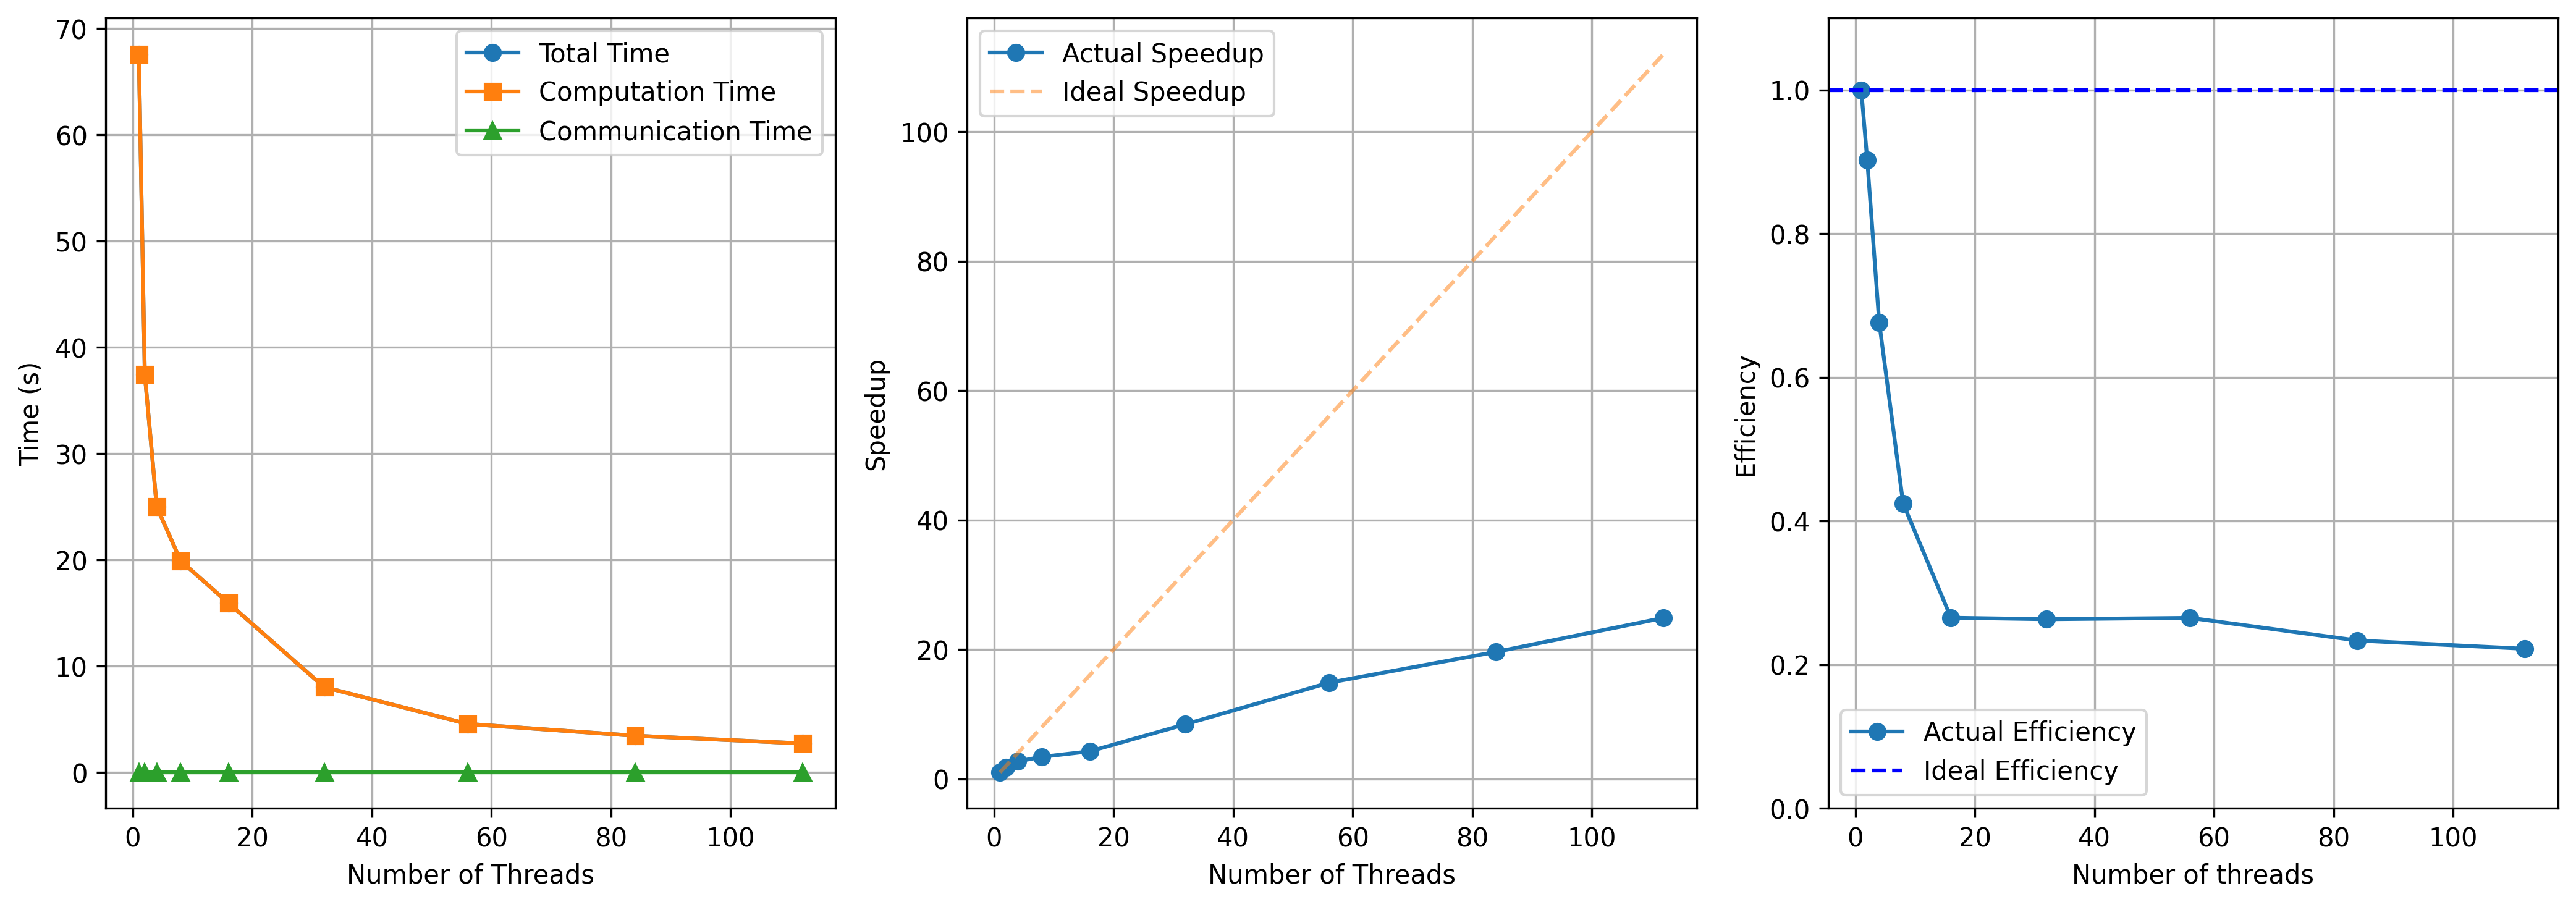 70
60
50
40
30
20
10
0
Time (s)
Total Time
Computation Time
Communication Time
0 20 40 60 80 100
Number of Threads
100
80
60
40
20
0
Speedup
Actual Speedup
Ideal Speedup
0 20 40 60 80 100
Number of Threads
1.0
0.8
0.6
0.4
0.2
0.0
Efficiency
Actual Efficiency
Ideal Efficiency
0 20 40 60 80 100
Number of threads